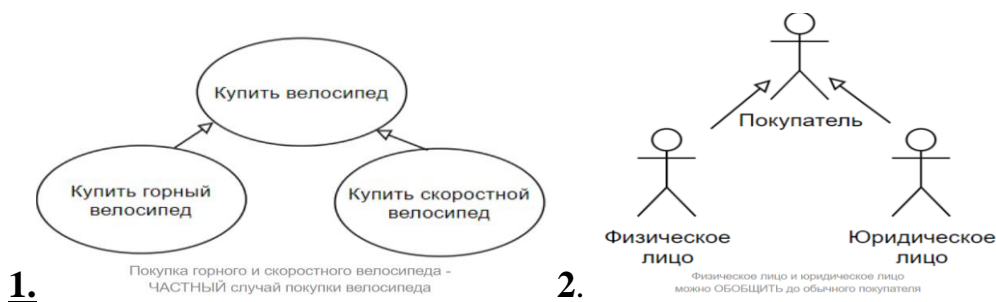 Купить велосипед
Купить горный
велосипед
Купить скоростной
велосипед
Покупка горного и скоростного велосипеда -
ЧАСТНЫЙ случай покупки велосипеда
1.
Покупатель
Физическое
лицо
Юридическое
лицо
Физическое лицо и юридическое лицо
можно ОБОБЩИТЬ до обычного покупателя
2.